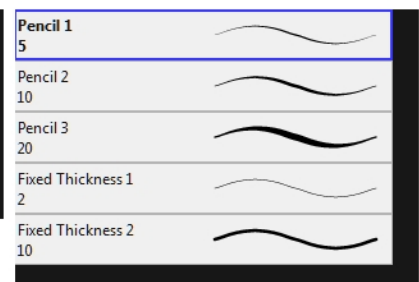 Pencil 1
5
Pencil 2
10
Pencil 3
20
Fixed Thickness 1
2
Fixed Thickness 2
10